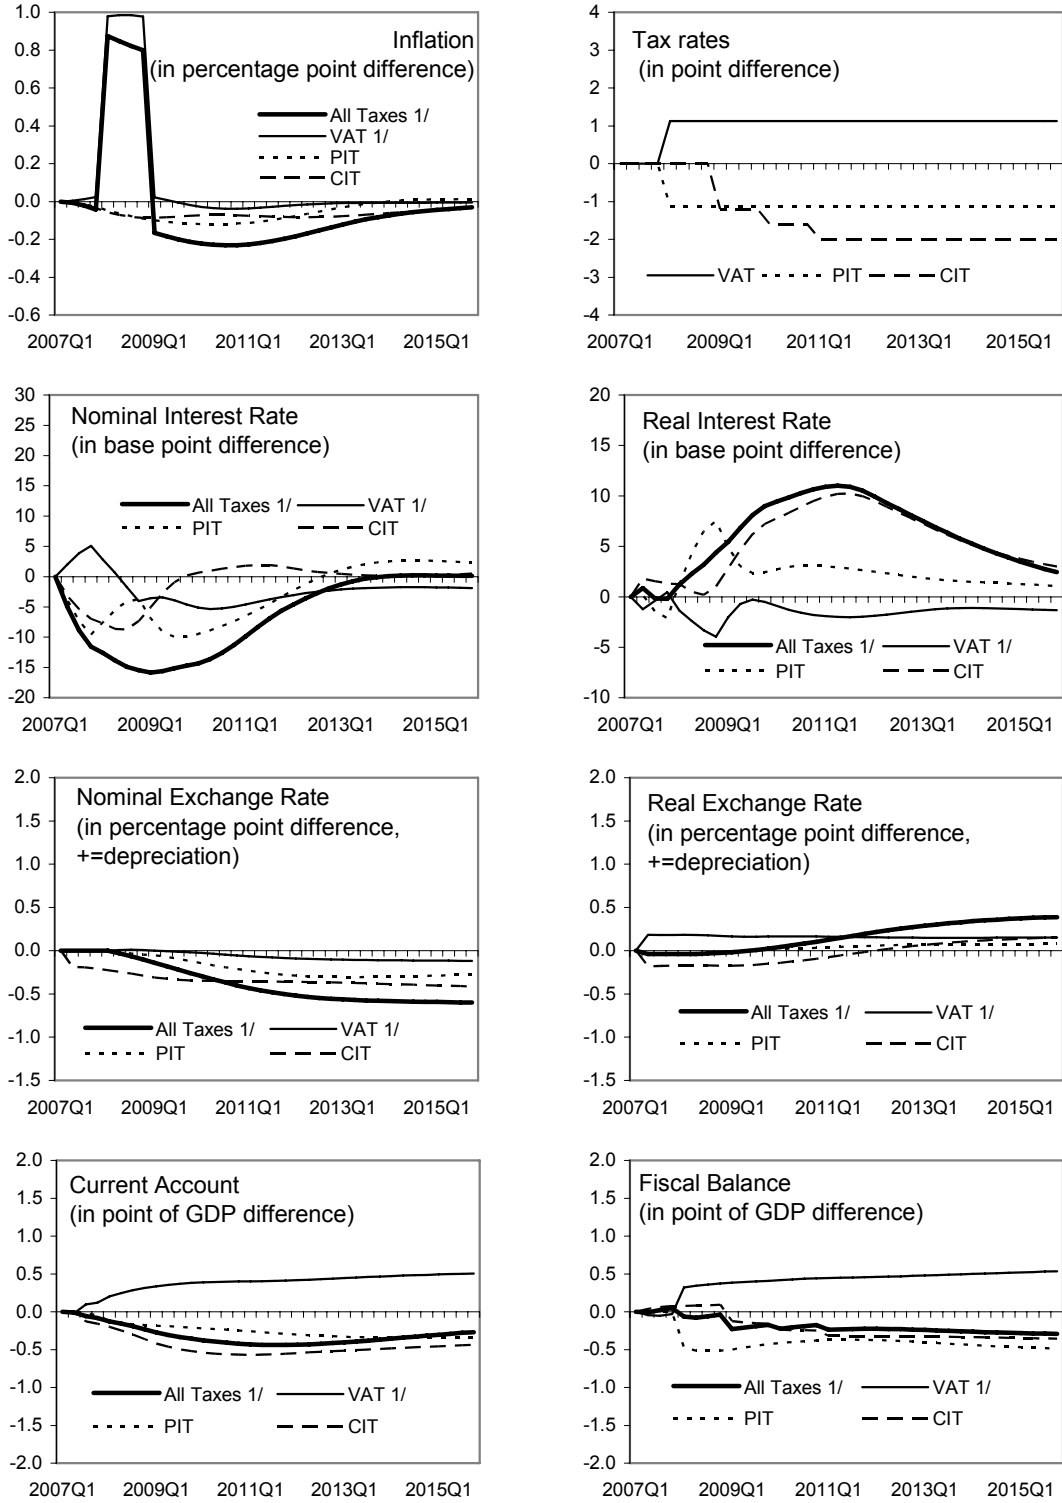 Inflation
(in percentage point difference)
1.0
0.8
0.6
0.4
0.2
0.0
-0.2
-0.4
-0.6
All Taxes 1/
VAT 1/
PIT
CIT
2007Q1 2009Q1 2011Q1 2013Q1 2015Q1
Tax rates
(in point difference)
4
3
2
1
0
-1
-2
-3
-4
VAT PIT CIT
2007Q1 2009Q1 2011Q1 2013Q1 2015Q1
Nominal Interest Rate
(in base point difference)
30
25
20
15
10
5
0
-5
-10
-15
-20
All Taxes 1/ VAT 1/
PIT CIT
2007Q1 2009Q1 2011Q1 2013Q1 2015Q1
Real Interest Rate
(in base point difference)
20
15
10
5
0
-5
-10
All Taxes 1/ VAT 1/
PIT CIT
2007Q1 2009Q1 2011Q1 2013Q1 2015Q1
Nominal Exchange Rate
(in percentage point difference,
+=depreciation)
2.0
1.5
1.0
0.5
0.0
-0.5
-1.0
-1.5
All Taxes 1/ VAT 1/
PIT CIT
2007Q1 2009Q1 2011Q1 2013Q1 2015Q1
Real Exchange Rate
(in percentage point difference,
+=depreciation)
2.0
1.5
1.0
0.5
0.0
-0.5
-1.0
-1.5
All Taxes 1/ VAT 1/
PIT CIT
2007Q1 2009Q1 2011Q1 2013Q1 2015Q1
Current Account
(in point of GDP difference)
2.0
1.5
1.0
0.5
0.0
-0.5
-1.0
-1.5
-2.0
All Taxes 1/ VAT 1/
PIT CIT
2007Q1 2009Q1 2011Q1 2013Q1 2015Q1
Fiscal Balance
(in point of GDP difference)
2.0
1.5
1.0
0.5
0.0
-0.5
-1.0
-1.5
-2.0
All Taxes 1/ VAT 1/
PIT CIT
2007Q1 2009Q1 2011Q1 2013Q1 2015Q1